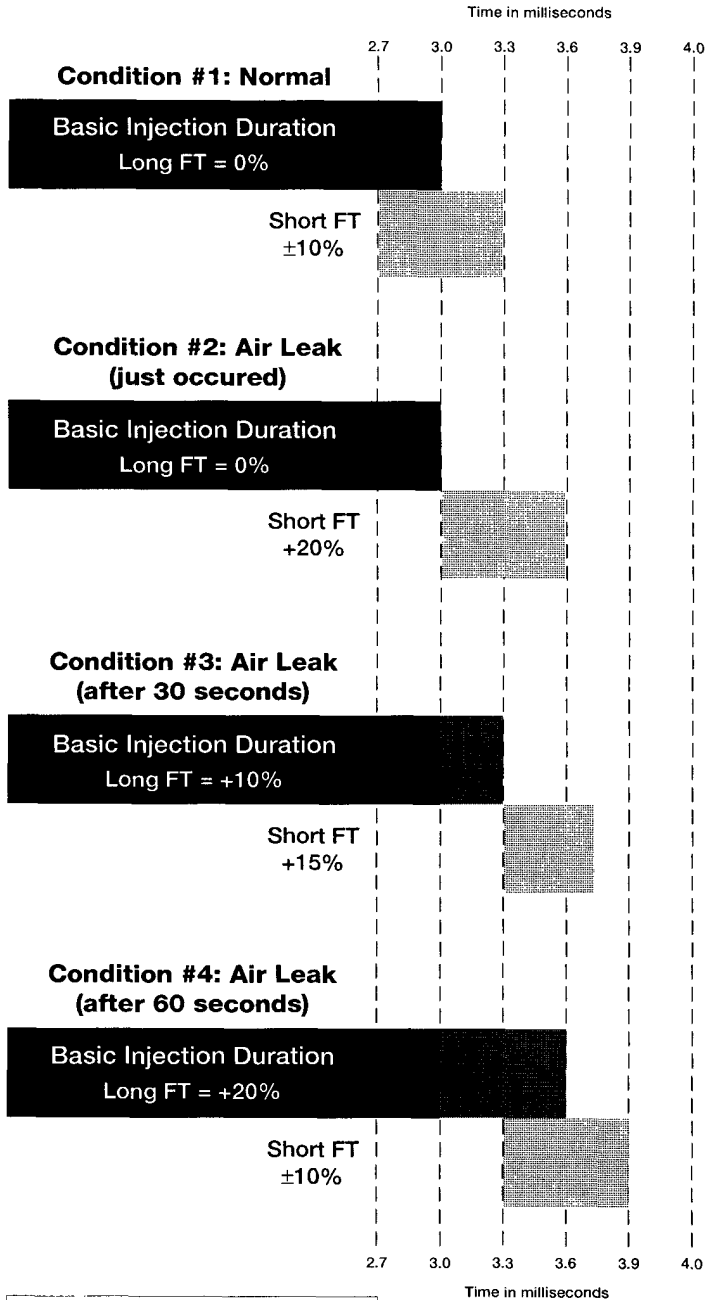 Time in milliseconds
2.7 3.0 3.3 3.6 3.9 4.0
Condition #1: Normal
Basic Injection Duration
Long FT = 0%
Short FT
±10%
Condition #2: Air Leak
(just occured)
Basic Injection Duration
Long FT = 0%
Short FT
+20%
Condition #3: Air Leak
(after 30 seconds)
Basic Injection Duration
Long FT = +10%
Short FT
+15%
Condition #4: Air Leak
(after 60 seconds)
Basic Injection Duration
Long FT = +20%
Short FT
±10%
2.7 3.0 3.3 3.6 3.9 4.0
Time in milliseconds